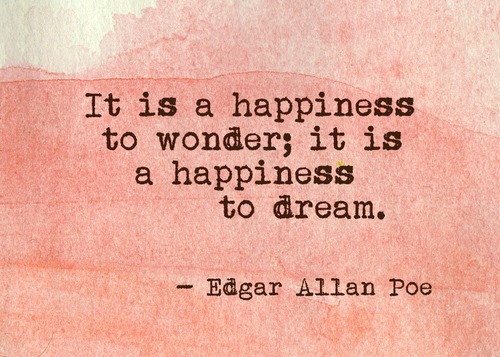 It is a happiness
to wonder; it is
a happiness
to dream.
— Edgar Allan Poe